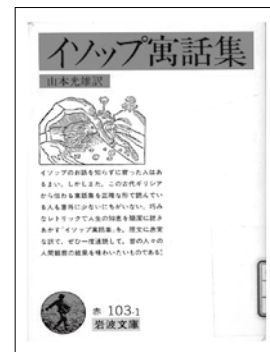 イソップ寓話集
山本光雄訳
イソップのお話を知らずに育った人はあ
るまい。しかしまた、この古代ギリシア
から伝わる寓話集を正確な形で読んでい
る人も意外に少ないにちがいない。巧み
なレトリックで人生の知恵を簡潔に説き
あかす「イソップ寓話集」を、原文に忠実
な訳で、ぜひ一度通読して、昔の人々の
人間観察の結果を味わいたいものである。
赤 103-1
岩波文庫